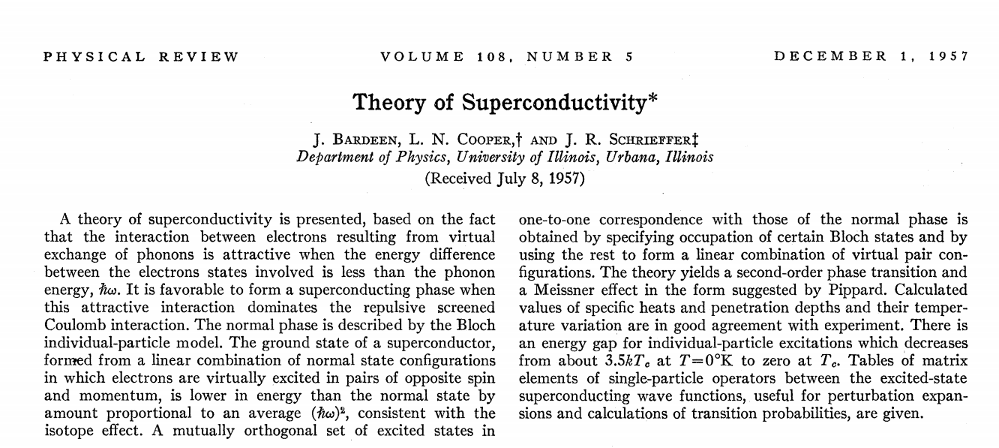 PHYSICAL REVIEW VOLUME 108, NUMBER 5 DECEMBER 1, 1957
Theory of Superconductivity*
J. BARDEEN, L. N. COOPER,† AND J. R. SCHRIEFFER‡
Department of Physics, University of Illinois, Urbana, Illinois
(Received July 8, 1957)
A theory of superconductivity is presented, based on the fact
that the interaction between electrons resulting from virtual
exchange of phonons is attractive when the energy difference
between the electrons states involved is less than the phonon
energy, ℏω. It is favorable to form a superconducting phase when
this attractive interaction dominates the repulsive screened
Coulomb interaction. The normal phase is described by the Bloch
individual-particle model. The ground state of a superconductor,
formed from a linear combination of normal state configurations
in which electrons are virtually excited in pairs of opposite spin
and momentum, is lower in energy than the normal state by
amount proportional to an average (ℏω)², consistent with the
isotope effect. A mutually orthogonal set of excited states in
one-to-one correspondence with those of the normal phase is
obtained by specifying occupation of certain Bloch states and by
using the rest to form a linear combination of virtual pair con-
figurations. The theory yields a second-order phase transition and
a Meissner effect in the form suggested by Pippard. Calculated
values of specific heats and penetration depths and their temper-
ature variation are in good agreement with experiment. There is
an energy gap for individual-particle excitations which decreases
from about 3.5kT_c at T=0°K to zero at T_c. Tables of matrix
elements of single-particle operators between the excited-state
superconducting wave functions, useful for perturbation expan-
sions and calculations of transition probabilities, are given.